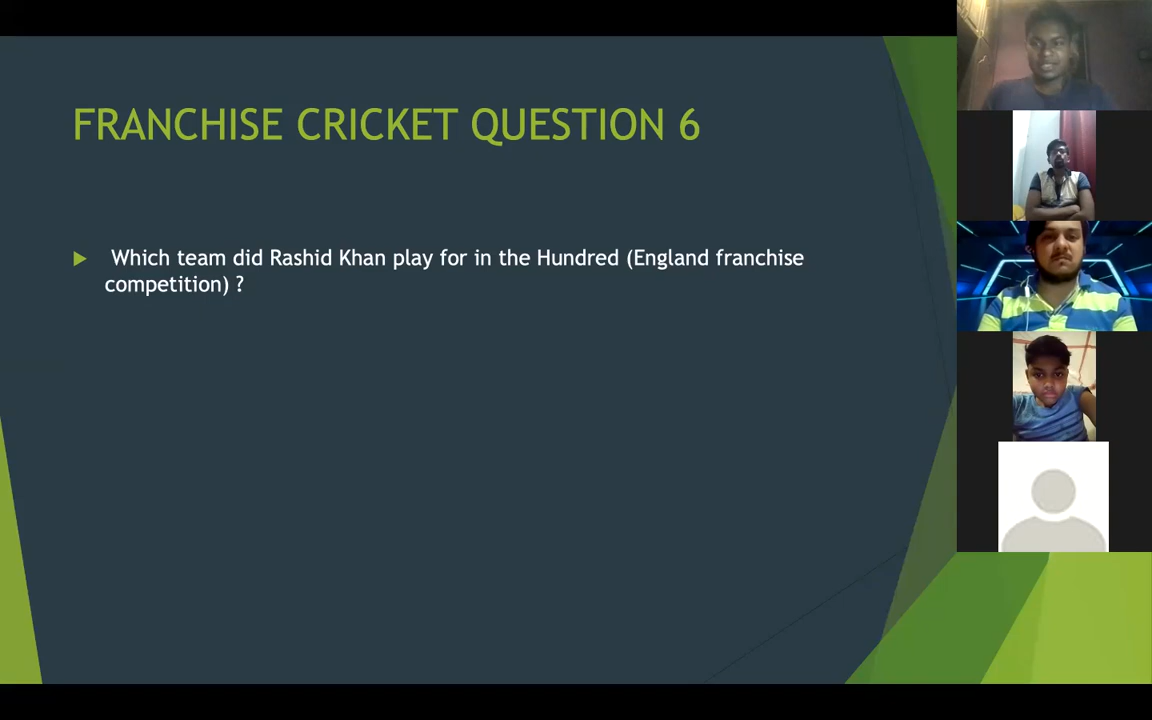 FRANCHISE CRICKET QUESTION 6
Which team did Rashid Khan play for in the Hundred (England franchise
competition) ?